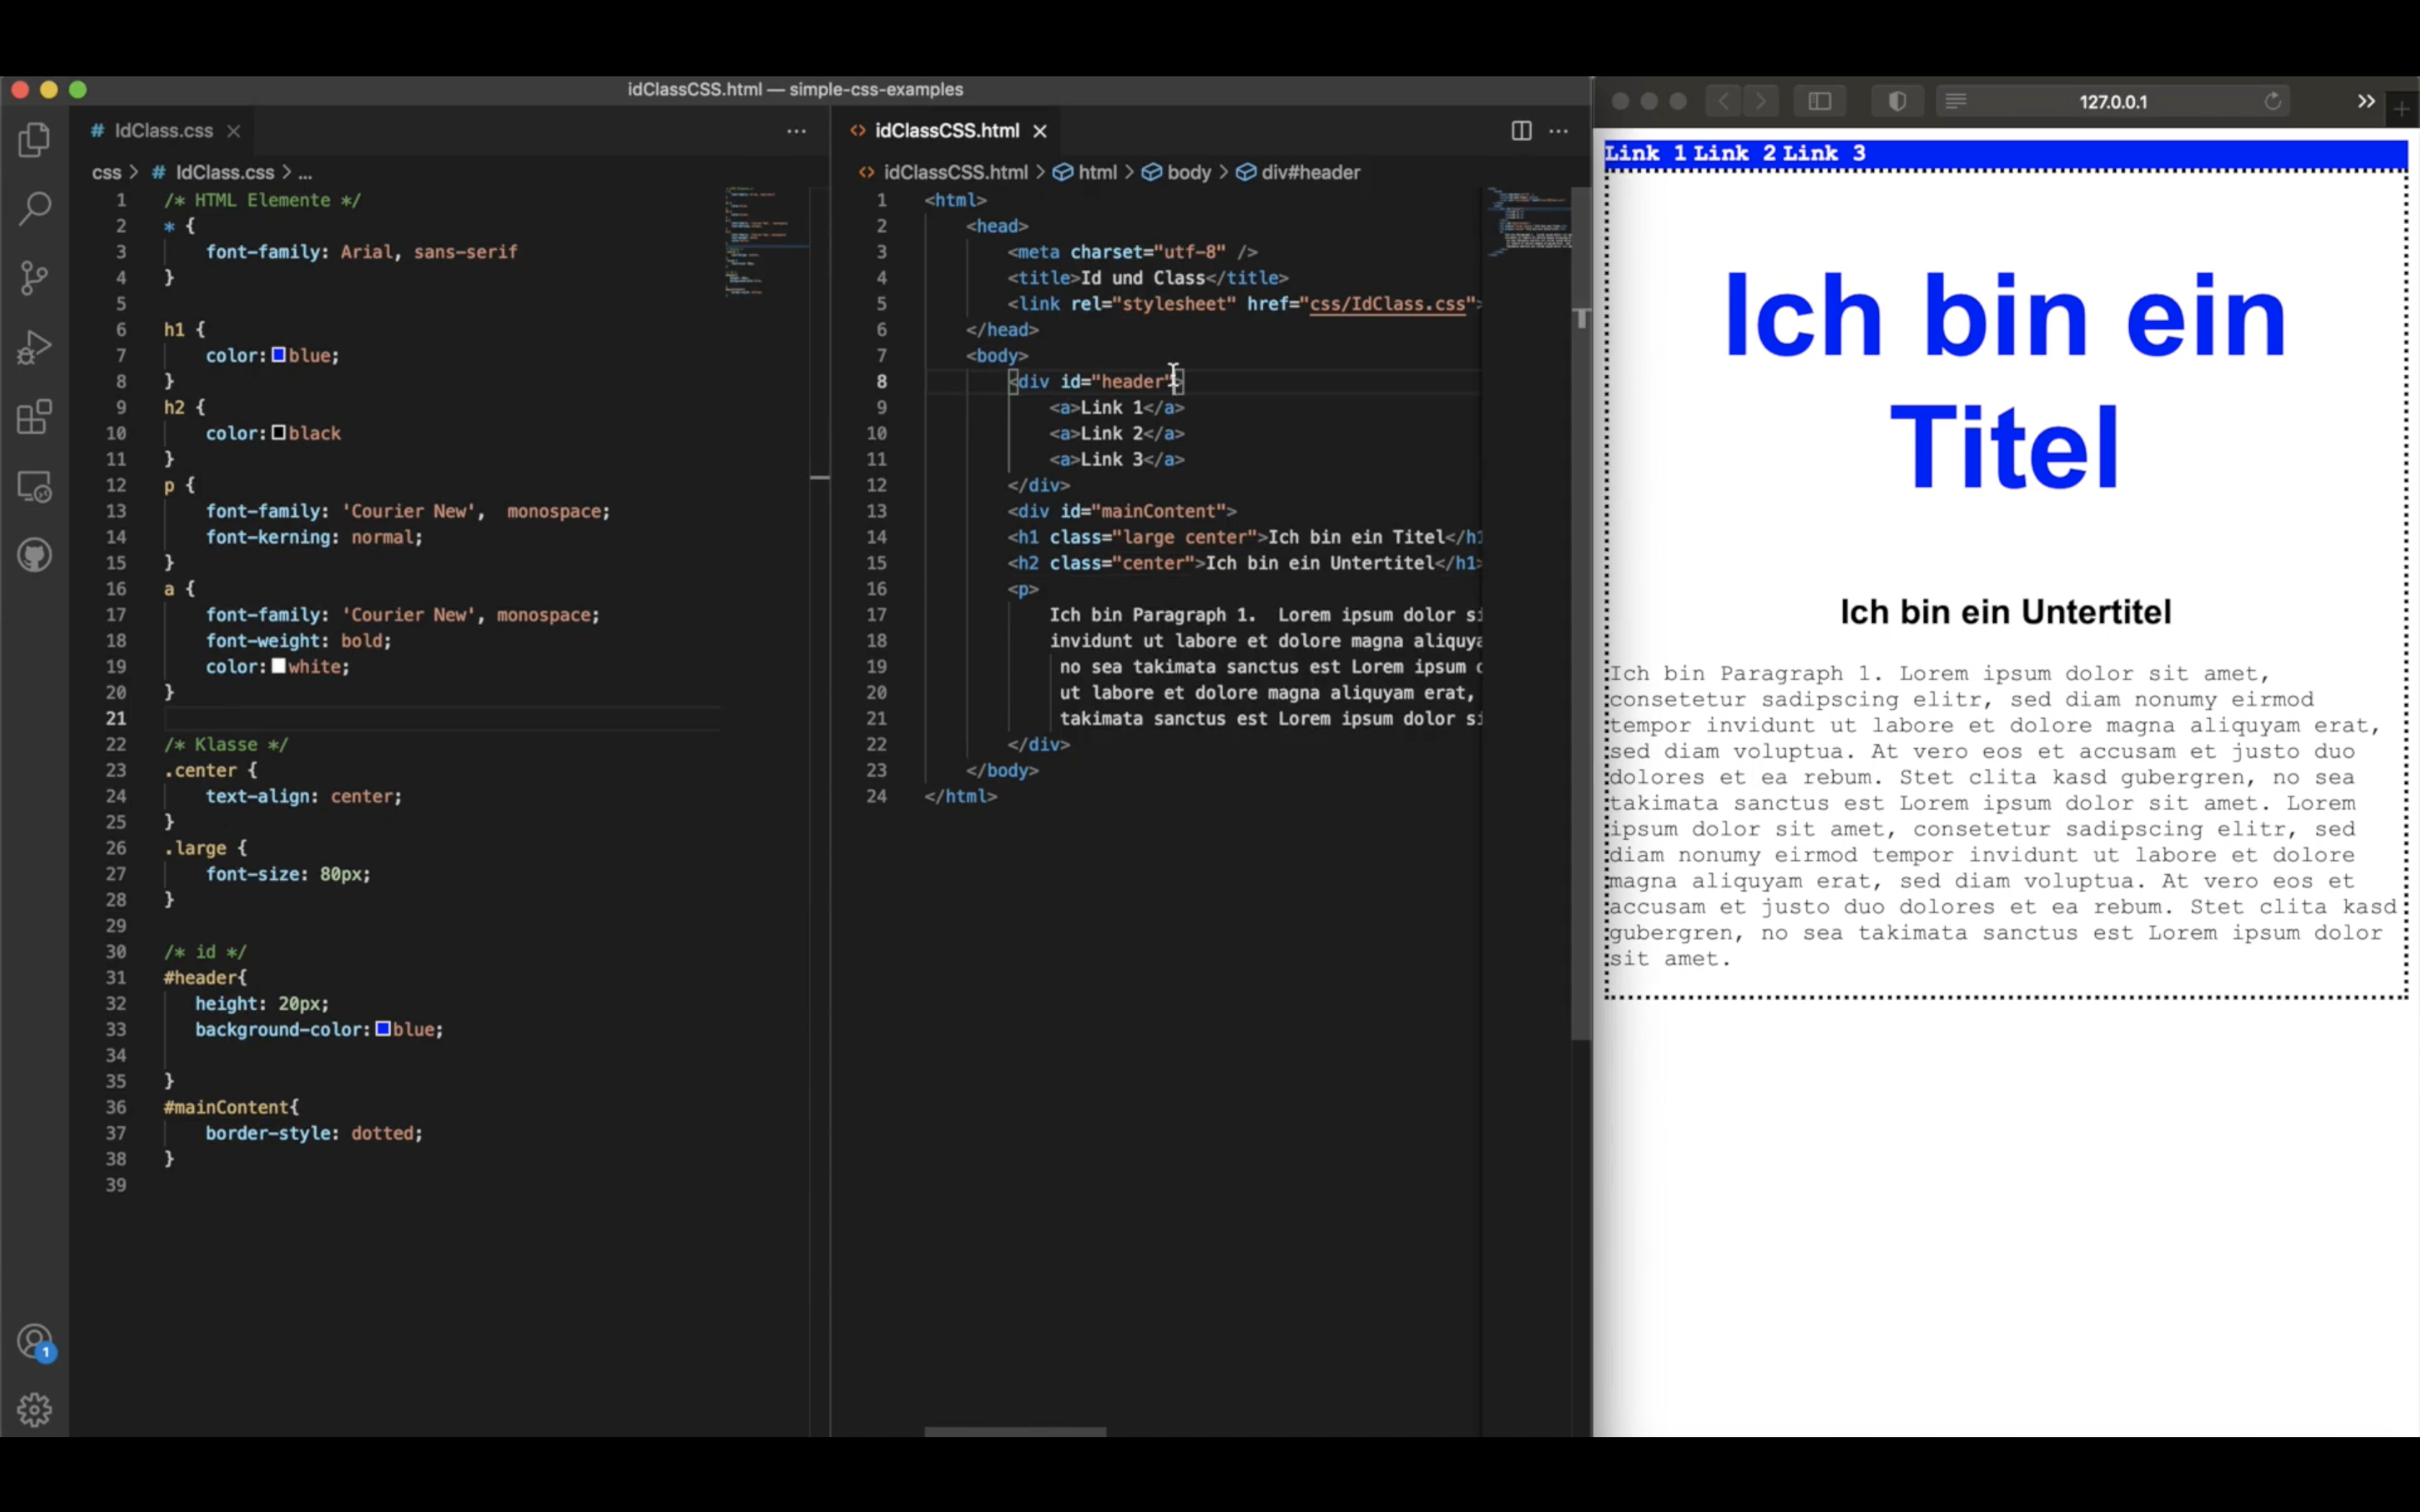 idClassCSS.html — simple-css-examples
# IdClass.css
css > # IdClass.css > ...
1 /* HTML Elemente */
2 * {
3 font-family: Arial, sans-serif
4 }
5
6 h1 {
7 color: blue;
8 }
9 h2 {
10 color: black
11 }
12 p {
13 font-family: 'Courier New',  monospace;
14 font-kerning: normal;
15 }
16 a {
17 font-family: 'Courier New', monospace;
18 font-weight: bold;
19 color: white;
20 }
21
22 /* Klasse */
23 .center {
24 text-align: center;
25 }
26 .large {
27 font-size: 80px;
28 }
29
30 /* id */
31 #header{
32 height: 20px;
33 background-color: blue;
34
35 }
36 #mainContent{
37 border-style: dotted;
38 }
39
1
<> idClassCSS.html
<> idClassCSS.html > html > body > div#header
1 <html>
2 <head>
3 <meta charset="utf-8" />
4 <title>Id und Class</title>
5 <link rel="stylesheet" href="css/IdClass.css">
6 </head>
7 <body>
8 <div id="header">
9 <a>Link 1</a>
10 <a>Link 2</a>
11 <a>Link 3</a>
12 </div>
13 <div id="mainContent">
14 <h1 class="large center">Ich bin ein Titel</h1
15 <h2 class="center">Ich bin ein Untertitel</h1>
16 <p>
17 Ich bin Paragraph 1.  Lorem ipsum dolor si
18 invidunt ut labore et dolore magna aliquya
19 no sea takimata sanctus est Lorem ipsum
20 ut labore et dolore magna aliquyam erat,
21 takimata sanctus est Lorem ipsum dolor si
22 </div>
23 </body>
24 </html>
T
127.0.0.1
Link 1 Link 2 Link 3
Ich bin ein
Titel
Ich bin ein Untertitel
Ich bin Paragraph 1. Lorem ipsum dolor sit amet,
consetetur sadipscing elitr, sed diam nonumy eirmod
tempor invidunt ut labore et dolore magna aliquyam erat,
sed diam voluptua. At vero eos et accusam et justo duo
dolores et ea rebum. Stet clita kasd gubergren, no sea
takimata sanctus est Lorem ipsum dolor sit amet. Lorem
ipsum dolor sit amet, consetetur sadipscing elitr, sed
diam nonumy eirmod tempor invidunt ut labore et dolore
magna aliquyam erat, sed diam voluptua. At vero eos et
accusam et justo duo dolores et ea rebum. Stet clita kasd
gubergren, no sea takimata sanctus est Lorem ipsum dolor
sit amet.